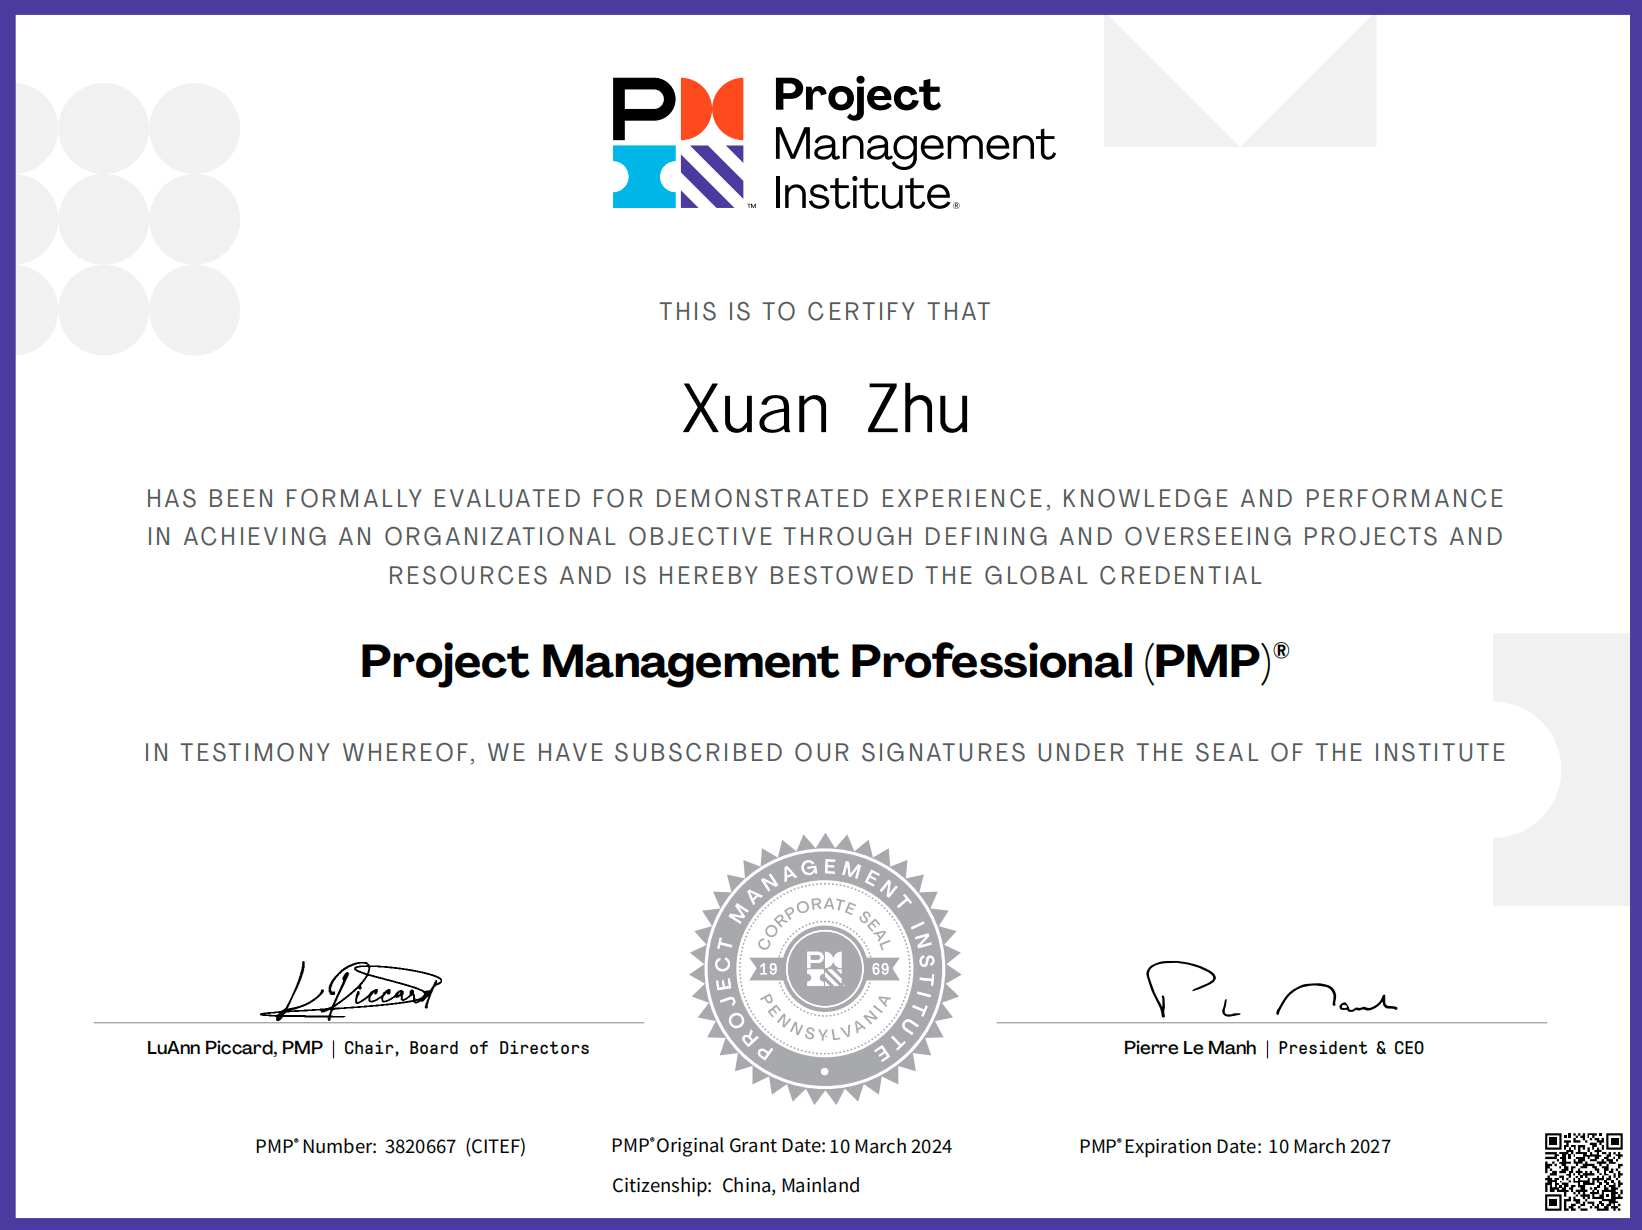 Project
Management
Institute®
™
THIS IS TO CERTIFY THAT
Xuan Zhu
HAS BEEN FORMALLY EVALUATED FOR DEMONSTRATED EXPERIENCE, KNOWLEDGE AND PERFORMANCE
IN ACHIEVING AN ORGANIZATIONAL OBJECTIVE THROUGH DEFINING AND OVERSEEING PROJECTS AND
RESOURCES AND IS HEREBY BESTOWED THE GLOBAL CREDENTIAL
Project Management Professional (PMP)®
IN TESTIMONY WHEREOF, WE HAVE SUBSCRIBED OUR SIGNATURES UNDER THE SEAL OF THE INSTITUTE
PROJECT MANAGEMENT INSTITUTE
CORPORATE SEAL
19 69
PENNSYLVANIA
L Piccard
LuAnn Piccard, PMP | Chair, Board of Directors
P L Manh
Pierre Le Manh | President & CEO
PMP® Number: 3820667 (CITEF)
PMP® Original Grant Date: 10 March 2024
PMP® Expiration Date: 10 March 2027
Citizenship: China, Mainland